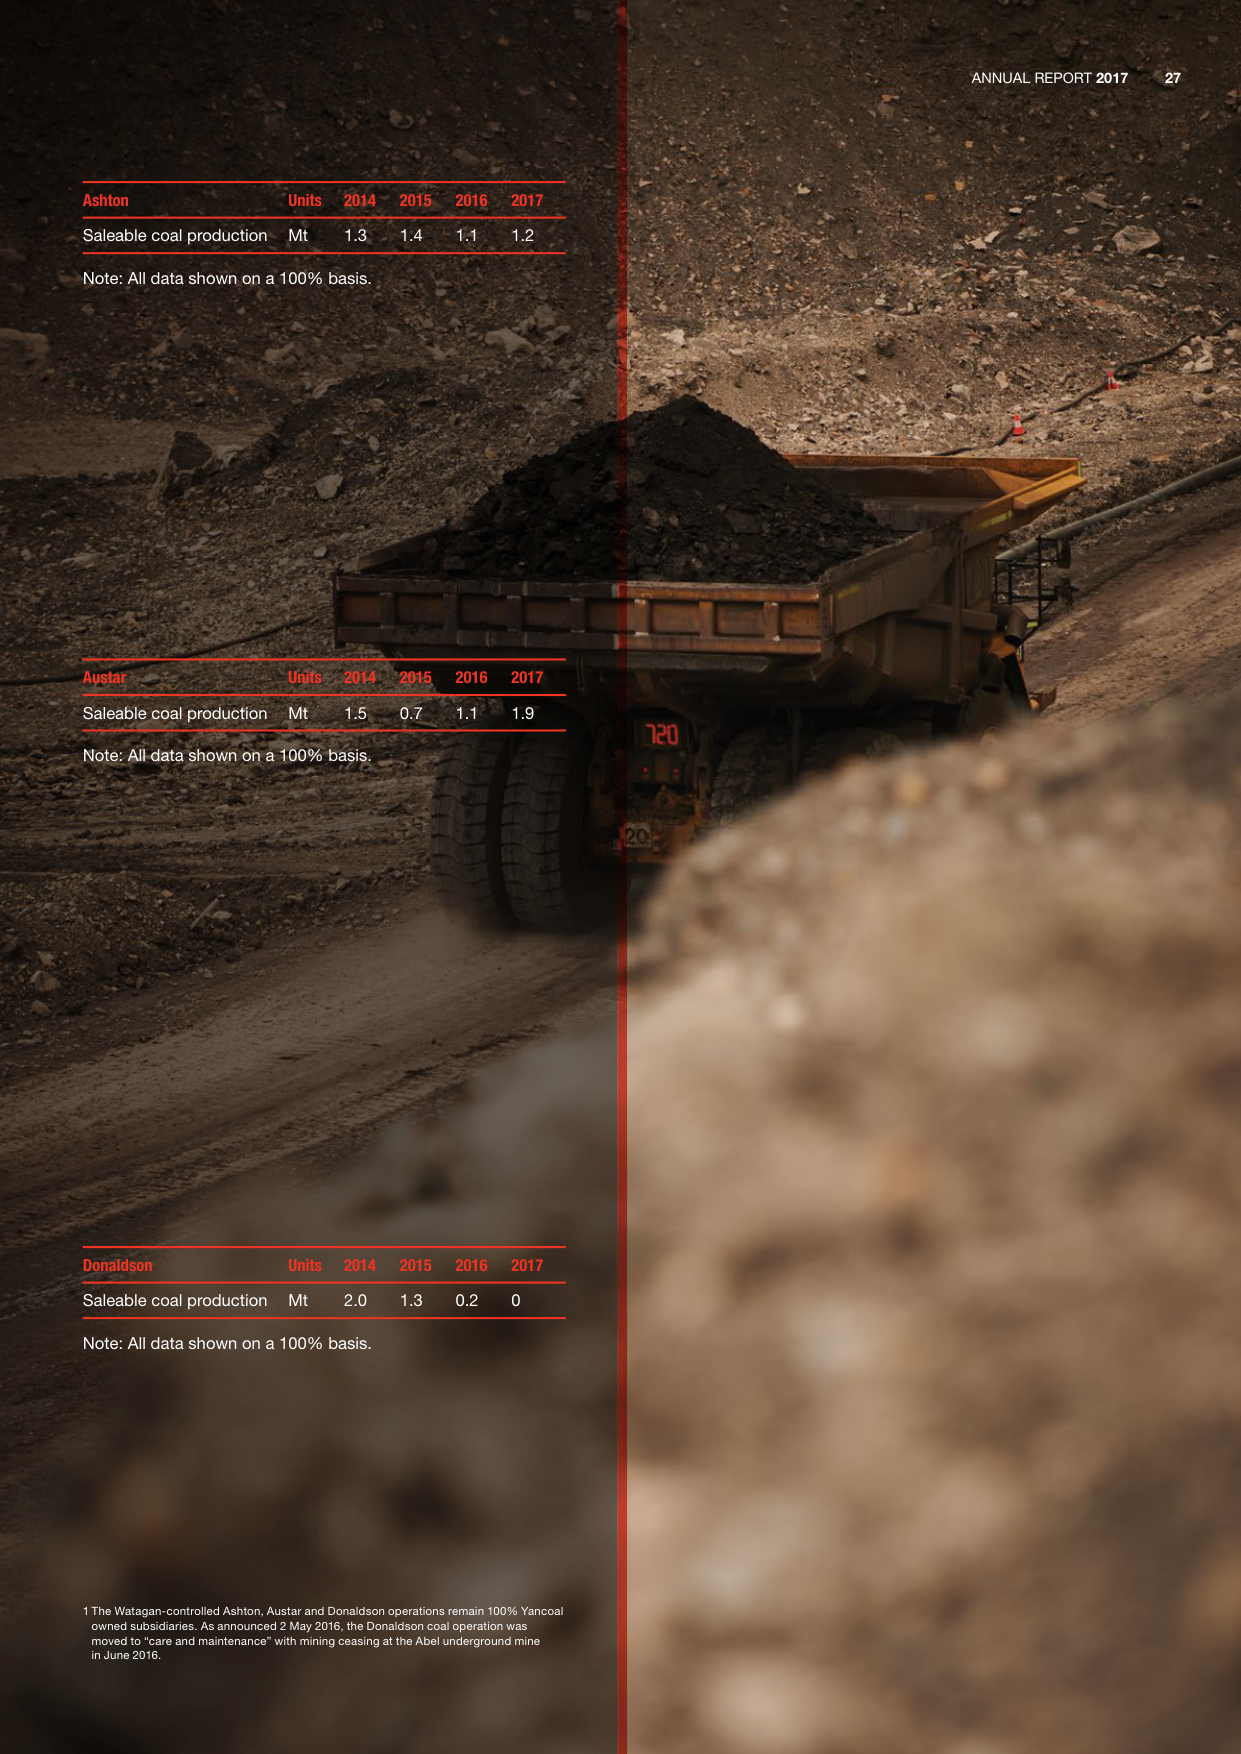 ANNUAL REPORT 2017 27
Ashton Units 2014 2015 2016 2017
Saleable coal production Mt 1.3 1.4 1.1 1.2
Note: All data shown on a 100% basis.
Austar Units 2014 2015 2016 2017
Saleable coal production Mt 1.5 0.7 1.1 1.9
Note: All data shown on a 100% basis.
720
20
Donaldson Units 2014 2015 2016 2017
Saleable coal production Mt 2.0 1.3 0.2 0
Note: All data shown on a 100% basis.
1 The Watagan-controlled Ashton, Austar and Donaldson operations remain 100% Yancoal
owned subsidiaries. As announced 2 May 2016, the Donaldson coal operation was
moved to “care and maintenance” with mining ceasing at the Abel underground mine
in June 2016.